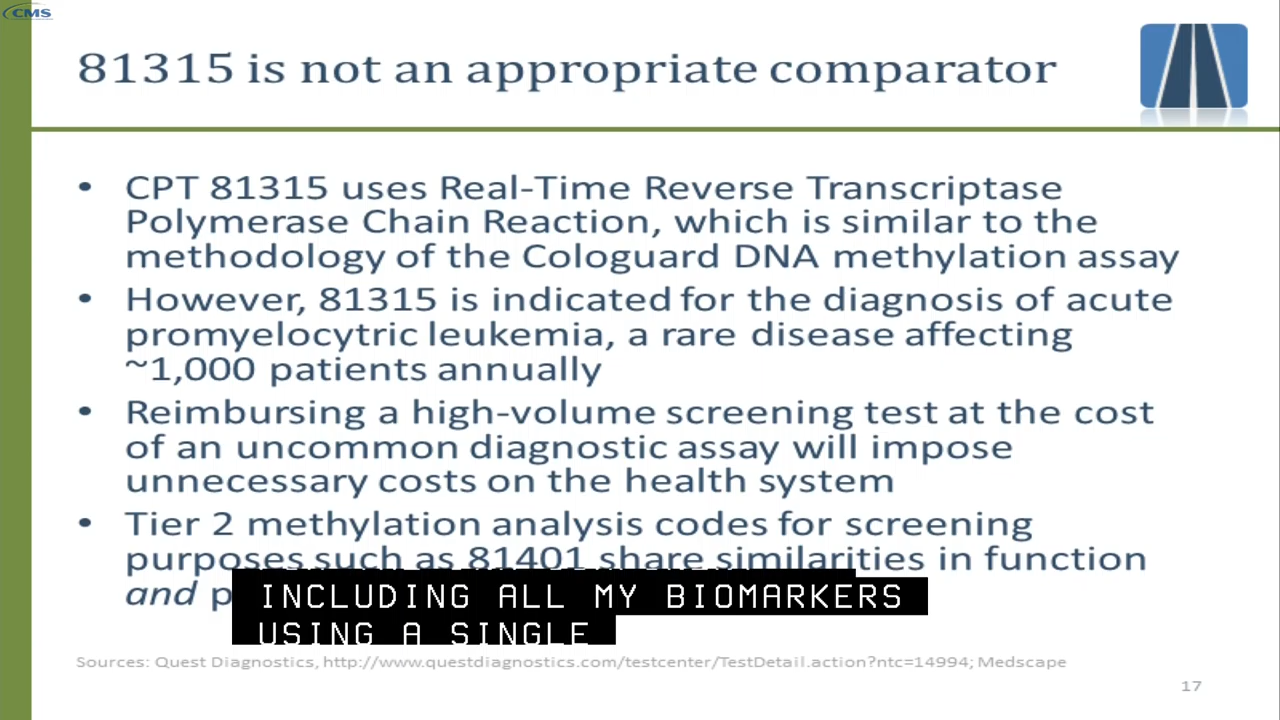 CMS
81315 is not an appropriate comparator
• CPT 81315 uses Real-Time Reverse Transcriptase
Polymerase Chain Reaction, which is similar to the
methodology of the Cologuard DNA methylation assay
• However, 81315 is indicated for the diagnosis of acute
promyelocytric leukemia, a rare disease affecting
~1,000 patients annually
• Reimbursing a high-volume screening test at the cost
of an uncommon diagnostic assay will impose
unnecessary costs on the health system
• Tier 2 methylation analysis codes for screening
purposes such as 81401 share similarities in function
and
INCLUDING ALL MY BIOMARKERS
USING A SINGLE
Sources: Quest Diagnostics, http://www.questdiagnostics.com/testcenter/TestDetail.action?ntc=14994; Medscape
17